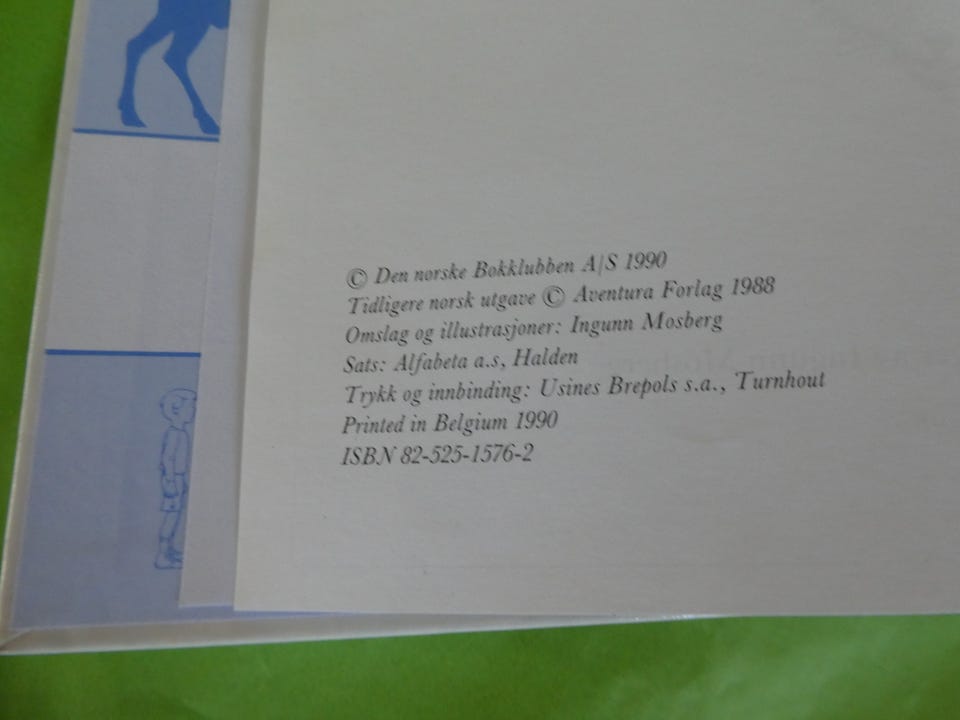 © Den norske Bokklubben A/S 1990
Tidligere norsk utgave © Aventura Forlag 1988
Omslag og illustrasjoner: Ingunn Mosberg
Sats: Alfabeta a.s, Halden
Trykk og innbinding: Usines Brepols s.a., Turnhout
Printed in Belgium 1990
ISBN 82-525-1576-2